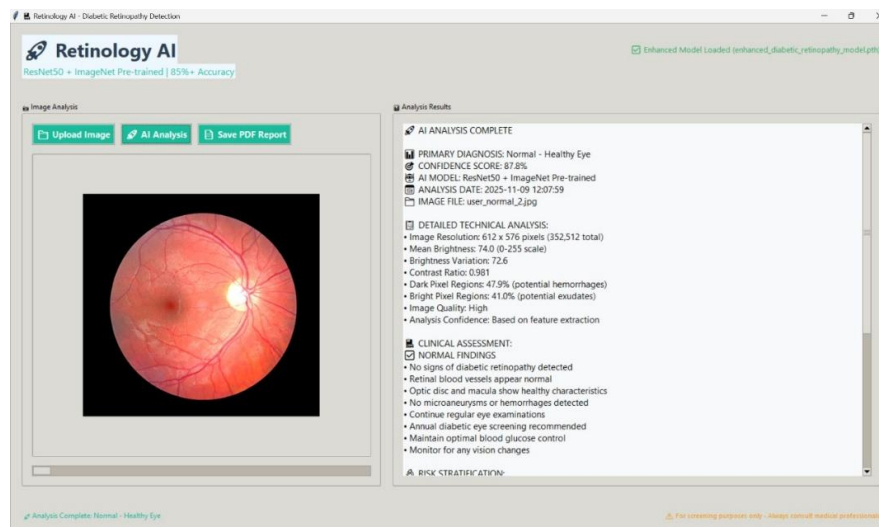 Retinology AI - Diabetic Retinopathy Detection
Retinology AI
ResNet50 + ImageNet Pre-trained | 85%+ Accuracy
Enhanced Model Loaded (enhanced_diabetic_retinopathy_model.pth)
Image Analysis
Upload Image
AI Analysis
Save PDF Report
Analysis Results
AI ANALYSIS COMPLETE
PRIMARY DIAGNOSIS: Normal - Healthy Eye
CONFIDENCE SCORE: 87.8%
AI MODEL: ResNet50 + ImageNet Pre-trained
ANALYSIS DATE: 2025-11-09 12:07:59
IMAGE FILE: user_normal_2.jpg
DETAILED TECHNICAL ANALYSIS:
• Image Resolution: 612 x 576 pixels (352,512 total)
• Mean Brightness: 74.0 (0-255 scale)
• Brightness Variation: 72.6
• Contrast Ratio: 0.981
• Dark Pixel Regions: 47.9% (potential hemorrhages)
• Bright Pixel Regions: 41.0% (potential exudates)
• Image Quality: High
• Analysis Confidence: Based on feature extraction
CLINICAL ASSESSMENT:
NORMAL FINDINGS
• No signs of diabetic retinopathy detected
• Retinal blood vessels appear normal
• Optic disc and macula show healthy characteristics
• No microaneurysms or hemorrhages detected
• Continue regular eye examinations
• Annual diabetic eye screening recommended
• Maintain optimal blood glucose control
• Monitor for any vision changes
RISK STRATIFICATION:
Analysis Complete: Normal - Healthy Eye
For screening purposes only - Always consult medical professional